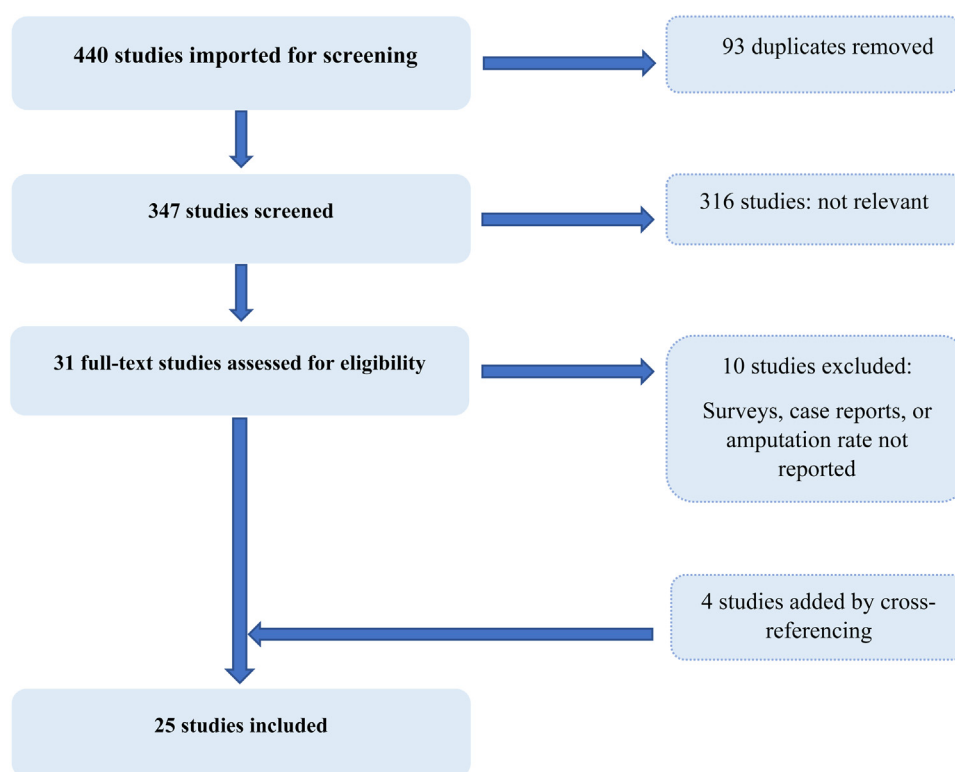 440 studies imported for screening
93 duplicates removed
347 studies screened
316 studies: not relevant
31 full-text studies assessed for eligibility
10 studies excluded:
Surveys, case reports, or
amputation rate not
reported
4 studies added by cross-
referencing
25 studies included